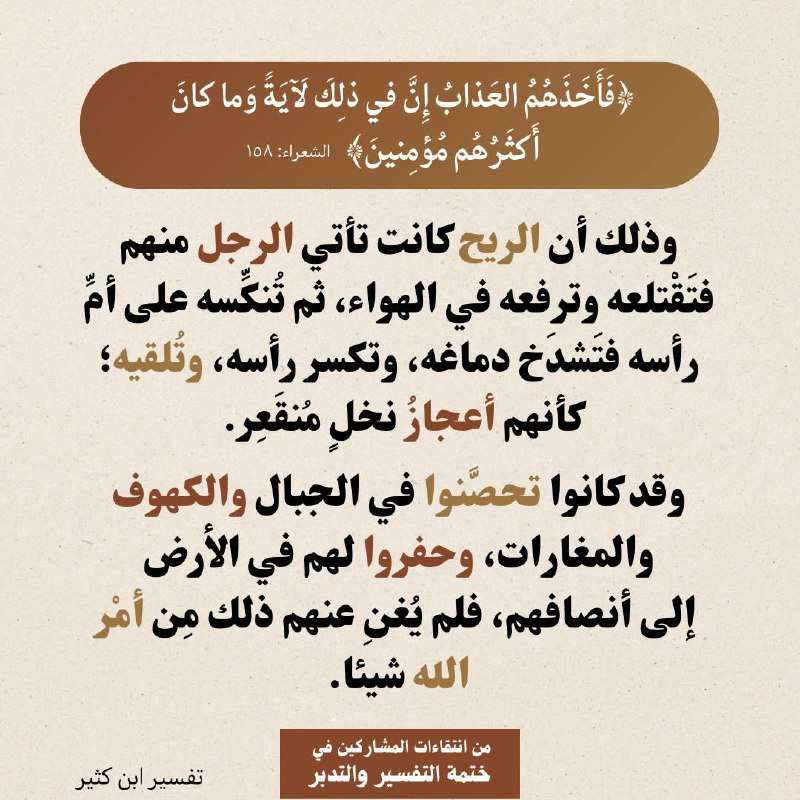 ﴿فَأَخَذَهُمُ العَذابُ إِنَّ في ذلِكَ لَآيَةً وَما كانَ
أَكثَرُهُم مُؤمِنينَ﴾ الشعراء: ١٥٨
وذلك أن الريح كانت تأتي الرجل منهم
فتَقْتلعه وترفعه في الهواء، ثم تُنكِّسه على أمِّ
رأسه فتَشدَخ دماغه، وتكسر رأسه، وتُلقيه؛
كأنهم أعجازُ نخلٍ مُنقَعِر.
وقد كانوا تحصَّنوا في الجبال والكهوف
والمغارات، وحفروا لهم في الأرض
إلى أنصافهم، فلم يُغنِ عنهم ذلك مِن أمْر
الله شيئا.
من انتقاءات المشاركين في
ختمة التفسير والتدبر
تفسير ابن كثير